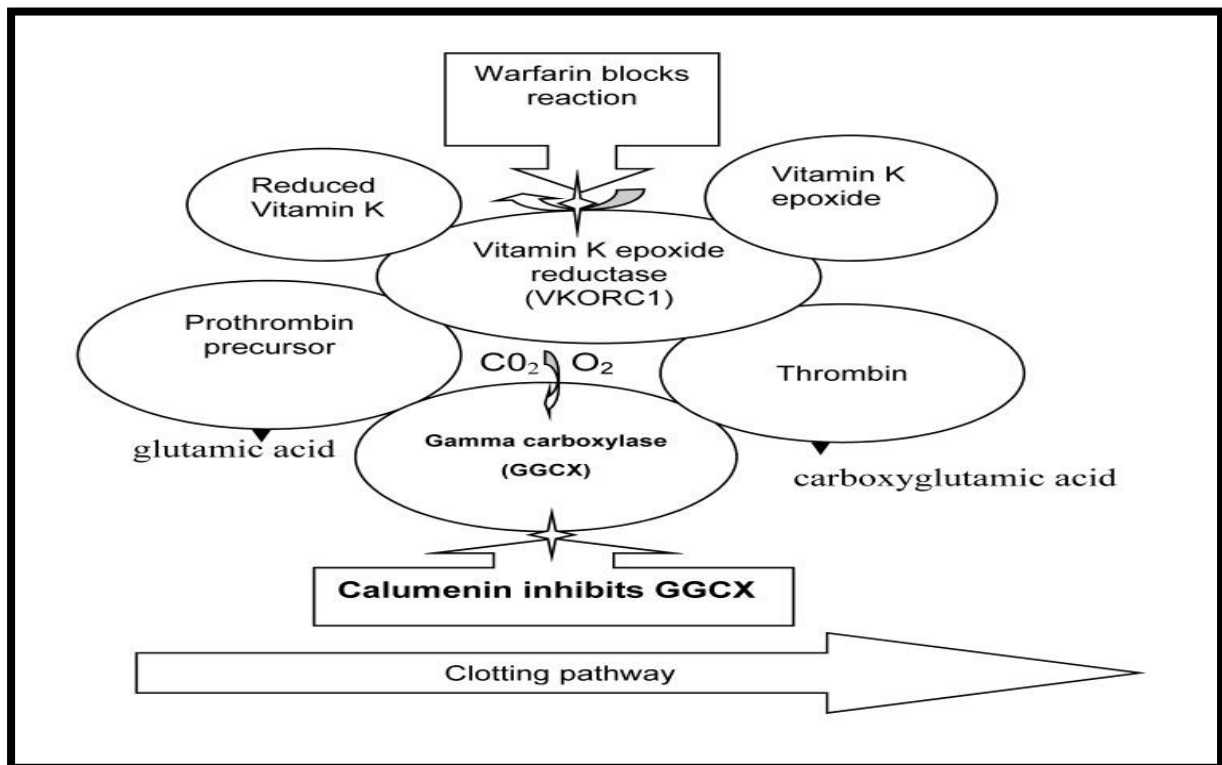 Warfarin blocks
reaction
Reduced
Vitamin K
Vitamin K
epoxide
Vitamin K epoxide
reductase
(VKORC1)
Prothrombin
precursor
C0₂ O₂
Thrombin
glutamic acid
Gamma carboxylase
(GGCX)
carboxyglutamic acid
Calumenin inhibits GGCX
Clotting pathway